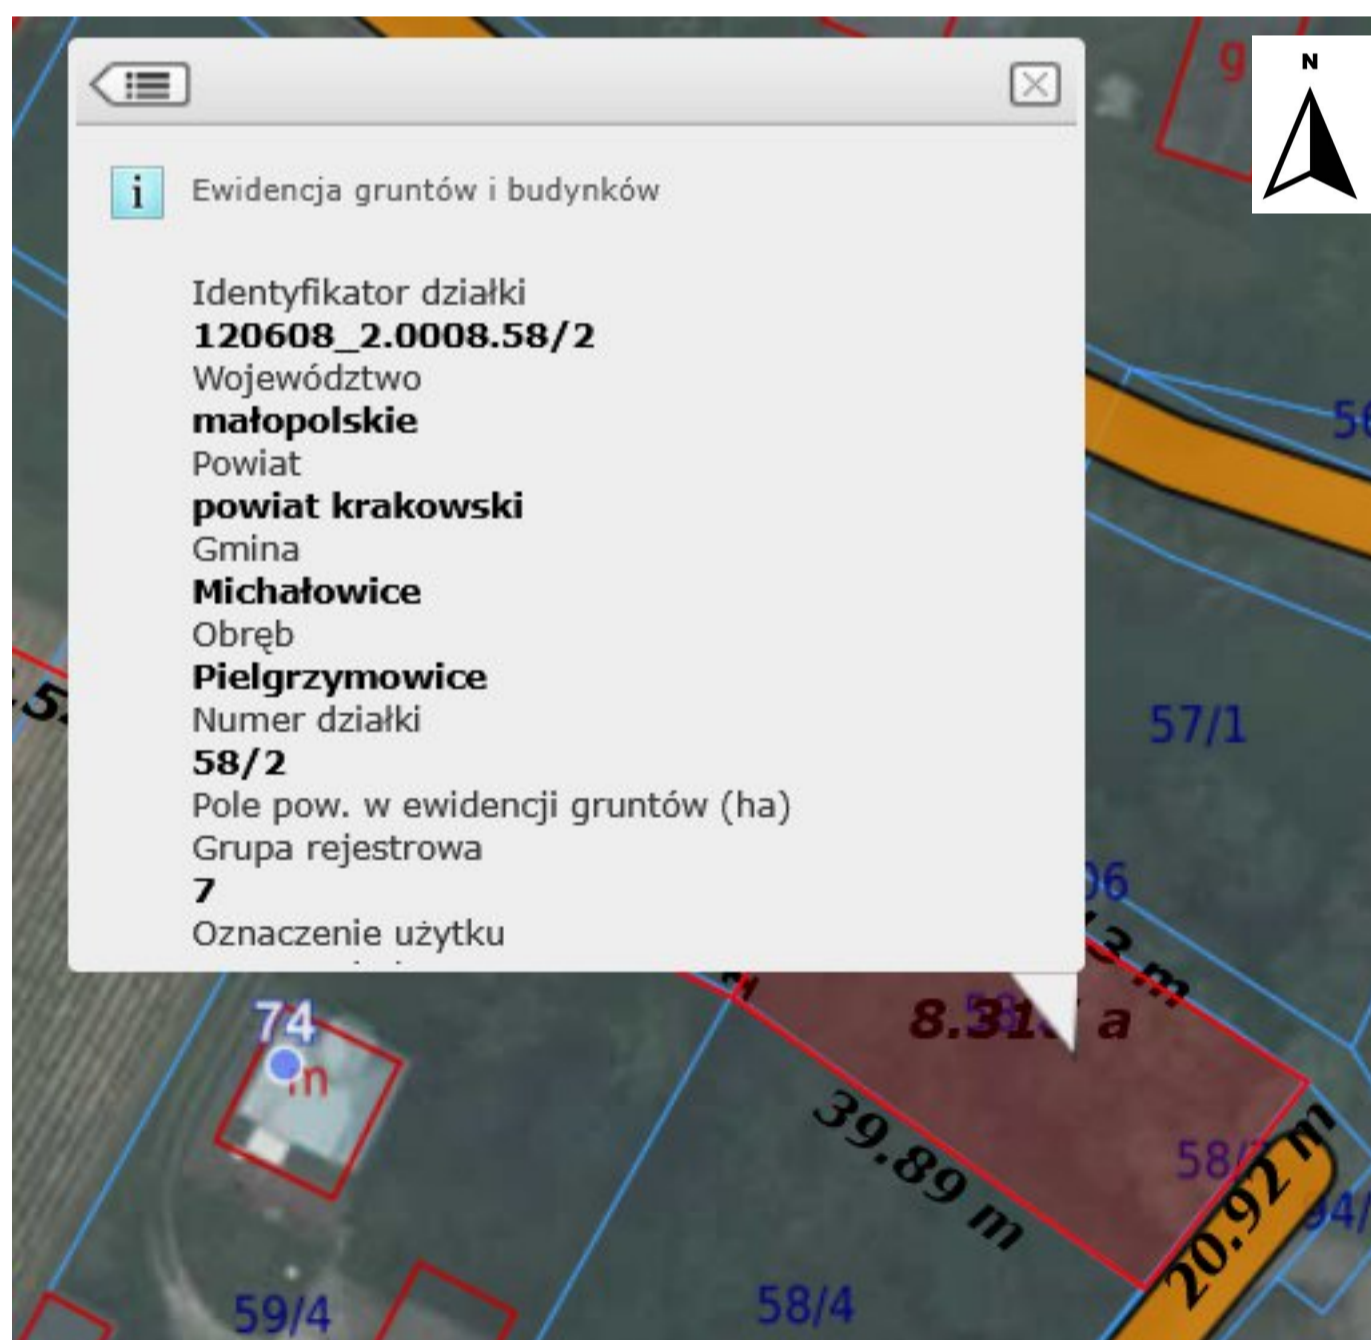 g
N
i
Ewidencja gruntów i budynków
Identyfikator działki
120608_2.0008.58/2
Województwo
małopolskie
Powiat
powiat krakowski
Gmina
Michałowice
Obręb
Pielgrzymowice
Numer działki
58/2
Pole pow. w ewidencji gruntów (ha)
Grupa rejestrowa
7
Oznaczenie użytku
57/1
74
m
39.89 m
20.92 m
59/4
58/4